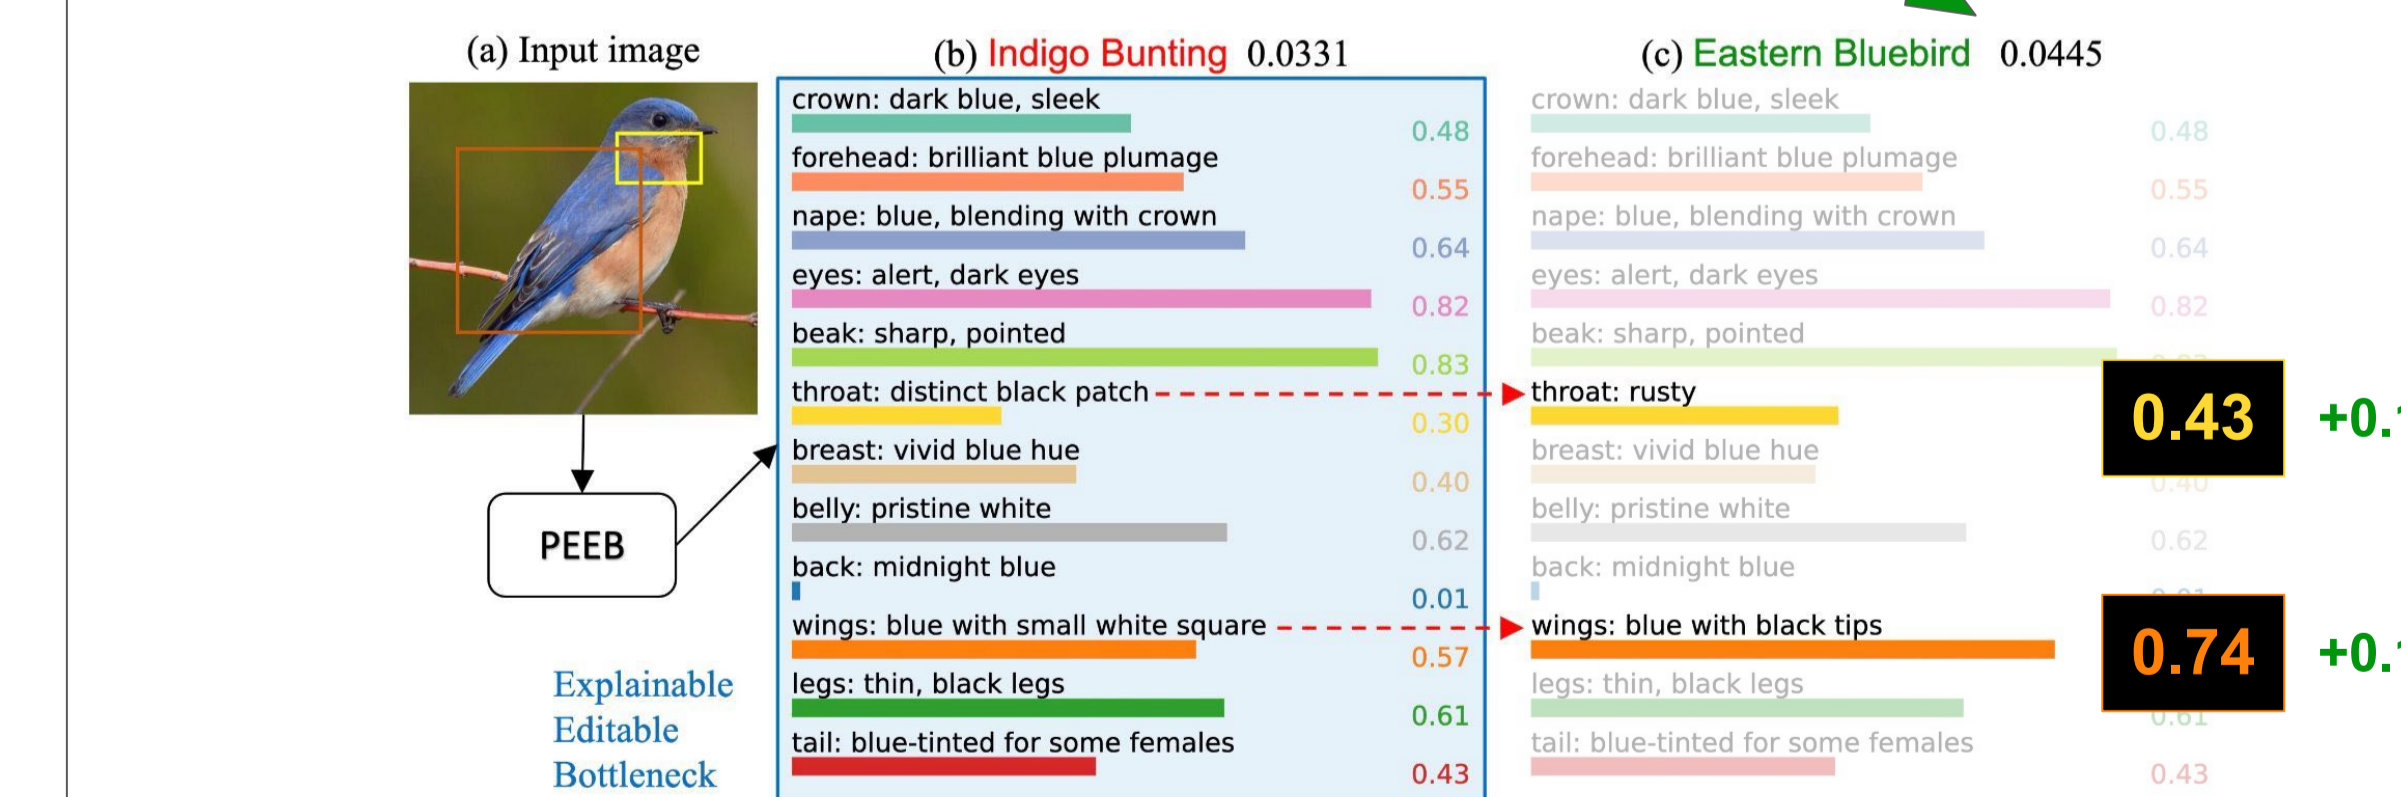 (a) Input image
PEEB
Explainable
Editable
Bottleneck
(b) Indigo Bunting 0.0331
crown: dark blue, sleek
0.48
forehead: brilliant blue plumage
0.55
nape: blue, blending with crown
0.64
eyes: alert, dark eyes
0.82
beak: sharp, pointed
0.83
throat: distinct black patch
0.30
breast: vivid blue hue
0.40
belly: pristine white
0.62
back: midnight blue
0.01
wings: blue with small white square
0.57
legs: thin, black legs
0.61
tail: blue-tinted for some females
0.43
(c) Eastern Bluebird 0.0445
crown: dark blue, sleek
0.48
forehead: brilliant blue plumage
0.55
nape: blue, blending with crown
0.64
eyes: alert, dark eyes
0.82
beak: sharp, pointed
throat: rusty
0.43
breast: vivid blue hue
belly: pristine white
0.62
back: midnight blue
wings: blue with black tips
0.74
legs: thin, black legs
0.61
tail: blue-tinted for some females
0.43